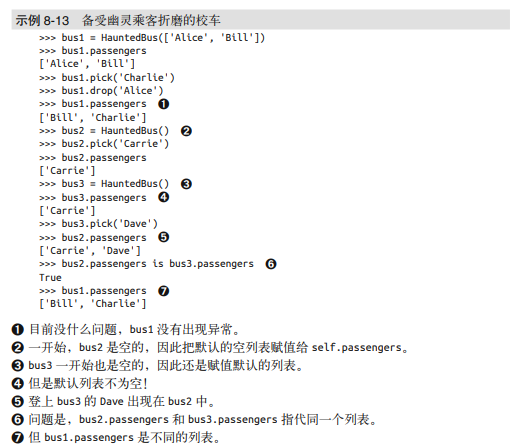 示例 8-13 备受幽灵乘客折磨的校车
>>> bus1 = HauntedBus(['Alice', 'Bill'])
>>> bus1.passengers
['Alice', 'Bill']
>>> bus1.pick('Charlie')
>>> bus1.drop('Alice')
>>> bus1.passengers ❶
['Bill', 'Charlie']
>>> bus2 = HauntedBus() ❷
>>> bus2.pick('Carrie')
>>> bus2.passengers
['Carrie']
>>> bus3 = HauntedBus() ❸
>>> bus3.passengers ❹
['Carrie']
>>> bus3.pick('Dave')
>>> bus2.passengers ❺
['Carrie', 'Dave']
>>> bus2.passengers is bus3.passengers ❻
True
>>> bus1.passengers ❼
['Bill', 'Charlie']
❶ 目前没什么问题，bus1 没有出现异常。
❷ 一开始，bus2 是空的，因此把默认的空列表赋值给 self.passengers。
❸ bus3 一开始也是空的，因此还是赋值默认的列表。
❹ 但是默认列表不为空！
❺ 登上 bus3 的 Dave 出现在 bus2 中。
❻ 问题是，bus2.passengers 和 bus3.passengers 指代同一个列表。
❼ 但 bus1.passengers 是不同的列表。